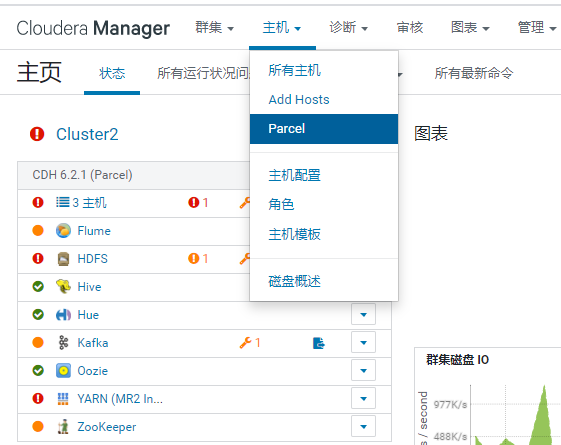 Cloudera Manager 群集 主机 诊断 审核 图表 管理
主页 状态 所有运行状况问 所有最新命令
所有主机
Add Hosts
Parcel
主机配置
角色
主机模板
磁盘概述
Cluster2
CDH 6.2.1 (Parcel)
3 主机 1
Flume
HDFS 1
Hive
Hue
Kafka 1
Oozie
YARN (MR2 In...
ZooKeeper
图表
群集磁盘 IO
s / second
977K/s
488K/s